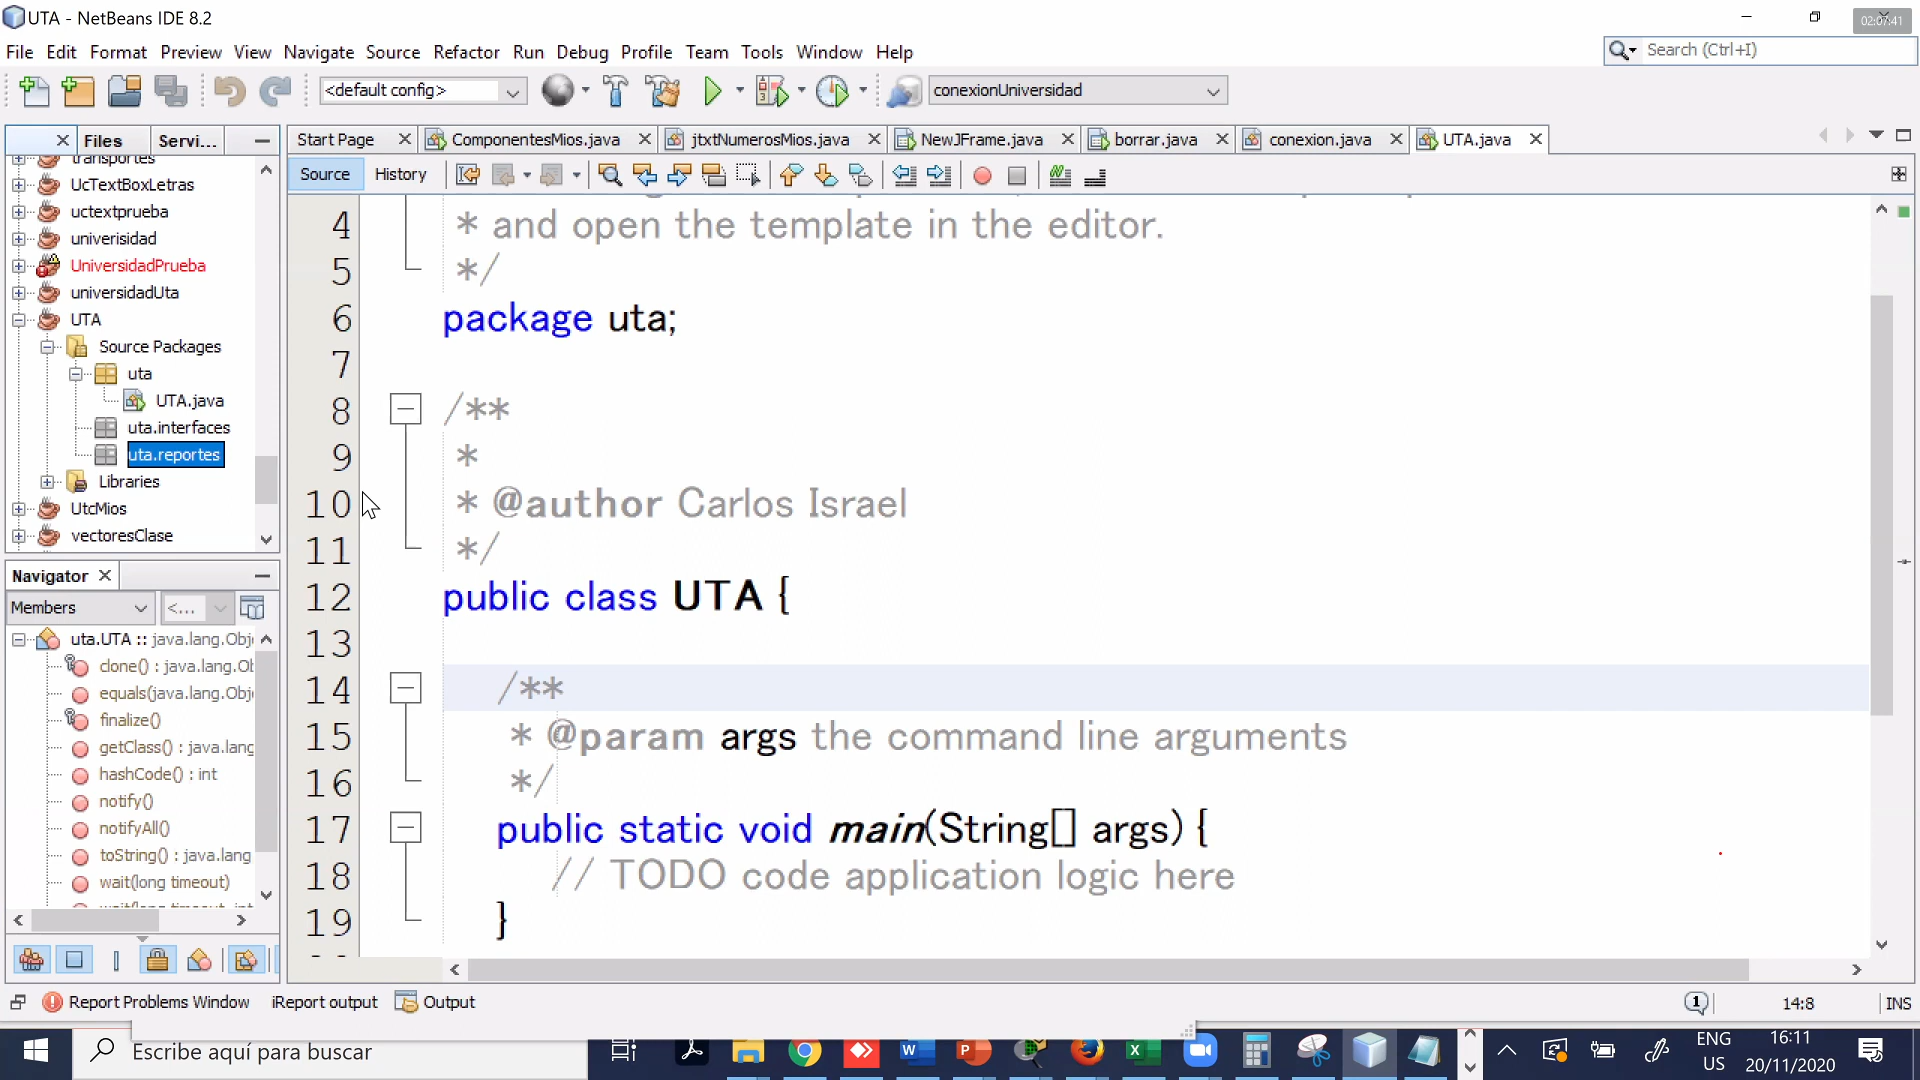 UTA - NetBeans IDE 8.2
02:07:41
File Edit Format Preview View Navigate Source Refactor Run Debug Profile Team Tools Window Help
Search (Ctrl+I)
<default config>
conexionUniversidad
Files
Servi...
Start Page
ComponentesMios.java
jtxtNumerosMios.java
NewJFrame.java
borrar.java
conexion.java
UTA.java
Source
History
transportes
UcTextBoxLetras
uctextprueba
univerisidad
UniversidadPrueba
universidadUta
UTA
Source Packages
uta
UTA.java
uta.interfaces
uta.reportes
Libraries
UtcMios
vectoresClase
4 * and open the template in the editor.
5 */
6 package uta;
7
8 /**
9 *
10 * @author Carlos Israel
11 */
12 public class UTA {
13
14 /**
15 * @param args the command line arguments
16 */
17 public static void main(String[] args) {
18 // TODO code application logic here
19 }
Navigator
Members
<...
uta.UTA :: java.lang.Obj
clone() : java.lang.Ob
equals(java.lang.Obj
finalize()
getClass() : java.lang
hashCode() : int
notify()
notifyAll()
toString() : java.lang
wait(long timeout)
Report Problems Window
iReport output
Output
1
14:8
INS
Escribe aquí para buscar
ENG
US
16:11
20/11/2020